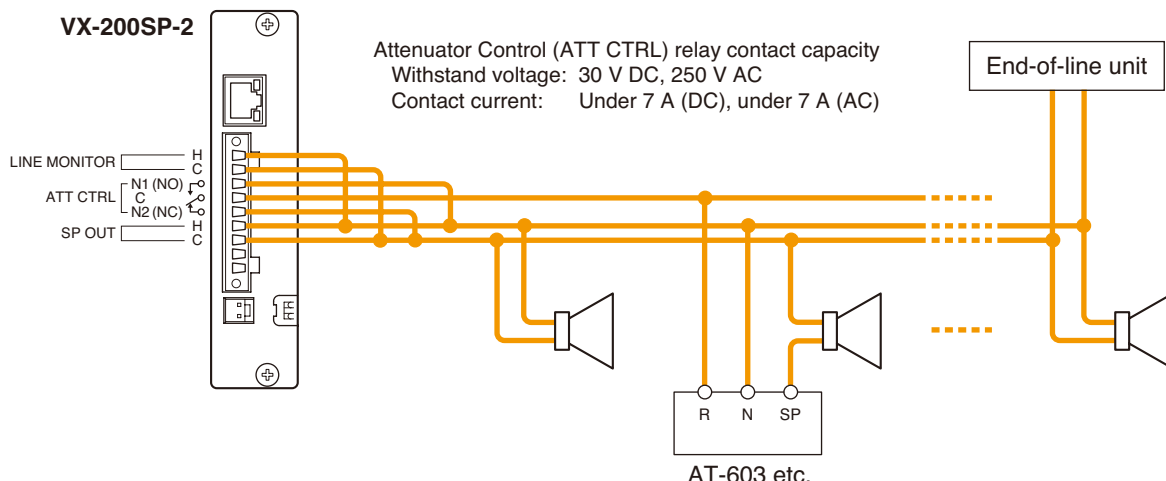 VX-200SP-2
Attenuator Control (ATT CTRL) relay contact capacity
Withstand voltage: 30 V DC, 250 V AC
Contact current: Under 7 A (DC), under 7 A (AC)
End-of-line unit
LINE MONITOR
H
C
ATT CTRL
N1 (NO)
C
N2 (NC)
SP OUT
H
C
R N SP
AT-603 etc.